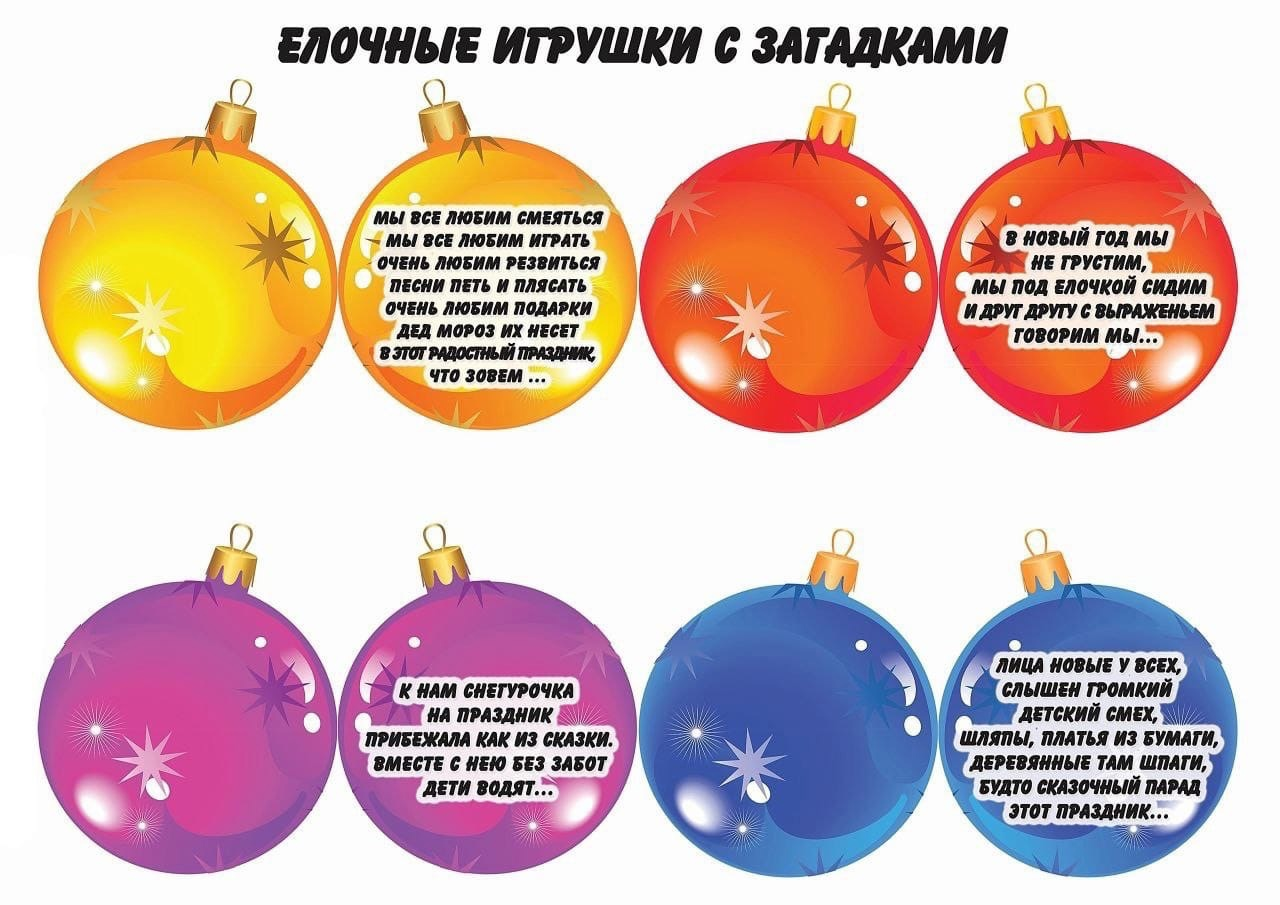 ЕЛОЧНЫЕ ИГРУШКИ С ЗАГАДКАМИ
МЫ ВСЕ ЛЮБИМ СМЕЯТЬСЯ
МЫ ВСЕ ЛЮБИМ ИГРАТЬ
ОЧЕНЬ ЛЮБИМ РЕЗВИТЬСЯ
ПЕСНИ ПЕТЬ И ПЛЯСАТЬ
ОЧЕНЬ ЛЮБИМ ПОДАРКИ
ДЕД МОРОЗ ИХ НЕСЕТ
В ЭТОТ РАДОСТНЫЙ ПРАЗДНИК,
ЧТО ЗОВЕМ ...
В НОВЫЙ ГОД МЫ
НЕ ГРУСТИМ,
МЫ ПОД ЕЛОЧКОЙ СИДИМ
И ДРУГ ДРУГУ С ВЫРАЖЕНЬЕМ
ГОВОРИМ МЫ...
К НАМ СНЕГУРОЧКА
НА ПРАЗДНИК
ПРИБЕЖАЛА КАК ИЗ СКАЗКИ.
ВМЕСТЕ С НЕЮ БЕЗ ЗАБОТ
ДЕТИ ВОДЯТ...
ЛИЦА НОВЫЕ У ВСЕХ,
СЛЫШЕН ГРОМКИЙ
ДЕТСКИЙ СМЕХ,
ШЛЯПЫ, ПЛАТЬЯ ИЗ БУМАГИ,
ДЕРЕВЯННЫЕ ТАМ ШПАГИ,
БУДТО СКАЗОЧНЫЙ ПАРАД
ЭТОТ ПРАЗДНИК...